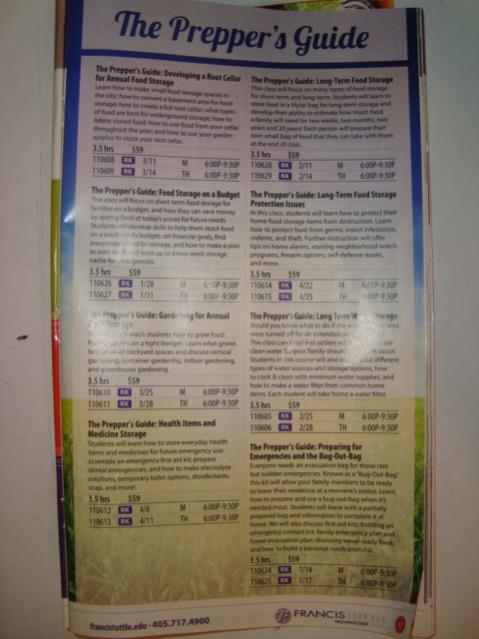 The Prepper's Guide
The Prepper's Guide: Developing a Root Cellar
for Annual Food Storage
Learn how to make small food storage spaces in
the city; how to convert a basement area for food
storage; how to create a full root cellar; what types
of food are best for underground storage; how to
rotate stored food; how to use food from your cellar
throughout the year; and how to use your garden
surplus to stock your root cellar.
3.5 hrs $59
110608 RK 3/11 M 6:00P-9:30P
110609 RK 3/14 TH 6:00P-9:30P
The Prepper's Guide: Food Storage on a Budget
This class will focus on short-term food storage for
families on a budget, and how they can save money
by storing food at today's prices for future needs.
Students will develop skills to help them stock food
on a small family budget; set financial goals, find
inexpensive food for storage, and how to make a plan
to start and work up to a two-week storage
cache for emergencies.
3.5 hrs $59
110626 RK 1/28 M 6:00P-9:30P
110627 RK 1/31 TH 6:00P-9:30P
The Prepper's Guide: Gardening for Annual
Storage
teach students how to grow food
on a tight budget. Learn what grows
small backyard spaces and discuss vertical
gardening, container gardening, indoor gardening,
and greenhouse gardening.
3.5 hrs $59
110610 RK 3/25 M 6:00P-9:30P
110611 RK 3/28 TH 6:00P-9:30P
The Prepper's Guide: Health Items and
Medicine Storage
Students will learn how to store everyday health
items and medicines for future emergency use;
assemble an emergency first aid kit; prepare
dental emergencies, and how to make electrolyte
solutions, temporary toilet options, disinfectants,
soap, and more!
3.5 hrs $59
110612 RK 4/8 M 6:00P-9:30P
110613 RK 4/11 TH 6:00P-9:30P
The Prepper's Guide: Long-Term Food Storage
This class will focus on many types of food storage
for short-term and long-term. Students will learn to
store food in a Mylar bag for long-term storage and
develop their ability to estimate how much food
a family will need for two weeks, two months, two
years and 20 years! Each person will prepare their
own small bag of food that they can take with them
at the end of class.
3.5 hrs $59
110628 RK 2/11 M 6:00P-9:30P
110629 RK 2/14 TH 6:00P-9:30P
The Prepper's Guide: Long-Term Food Storage
Protection Issues
In this class, students will learn how to protect their
home food storage items from destruction. Learn
how to protect food from germs, insect infestation,
rodents, and theft. Further instruction will offer
tips on home alarms, starting neighborhood watch
programs, firearm options, self-defense issues,
and more.
3.5 hrs $59
110614 RK 4/22 M 6:00P-9:30P
110615 RK 4/25 TH 6:00P-9:30P
The Prepper's Guide: Long Term Water Storage
Would you know what to do if the water area
were turned off for an extended
This class can help! Instruction will
clean water for your family should
Students in this course will also different
types of water sources and storage options, how
to cook & clean with minimum water supplies; and
how to make a water filter from common home
items. Each student will take home a water filter.
3.5 hrs $59
110605 RK 2/25 M 6:00P-9:30P
110606 RK 2/28 TH 6:00P-9:30P
The Prepper's Guide: Preparing for
Emergencies and the Bug-Out-Bag
Everyone needs an evacuation bag for those rare
but sudden emergencies. Known as a "Bug-Out-Bag,"
this kit will allow your family members to be ready
to leave their residence at a moment's notice. Learn
how to prepare and use a bug-out-bag when it's
needed most. Students will leave with a partially
prepared bag and information to complete it at
home. We will also discuss first-aid kits; building an
emergency contact list; family emergency plan and
home evacuation plan; choosing travel ready food;
and how to build a personal medication list.
3.5 hrs $59
110624 RK 1/14 M 6:00P-9:30P
110625 RK 1/17 TH 6:00P-9:30P
francistuttle.edu · 405.717.4900
FRANCIS TUTTLE
TECHNOLOGY